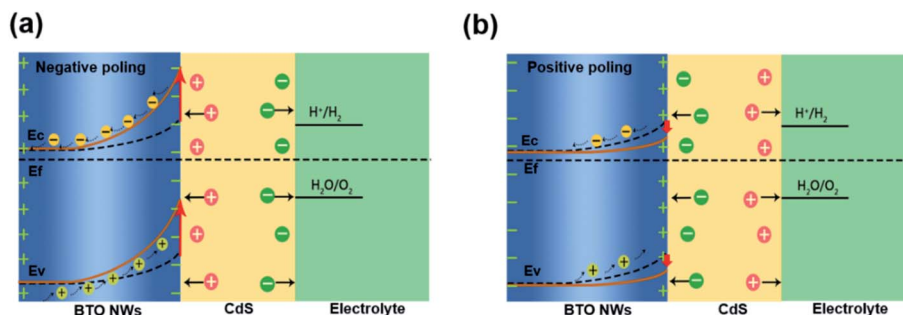 (a)
Negative poling
Ec
Ef
Ev
H⁺/H₂
H₂O/O₂
BTO NWs
CdS
Electrolyte
(b)
Positive poling
Ec
Ef
Ev
H⁺/H₂
H₂O/O₂
BTO NWs
CdS
Electrolyte